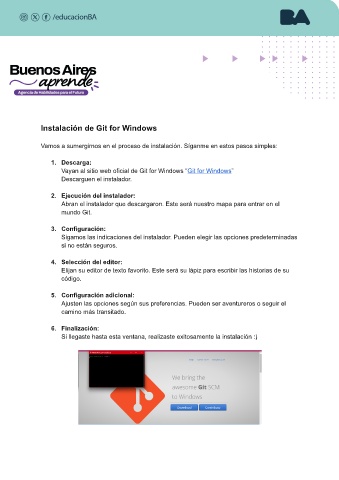 /educacionBA
BA
Buenos Aires
aprende
Agencia de Habilidades para el Futuro
Instalación de Git for Windows
Vamos a sumergirnos en el proceso de instalación. Síganme en estos pasos simples:
1. Descarga:
Vayan al sitio web oficial de Git for Windows "Git for Windows"
Descarguen el instalador.
2. Ejecución del instalador:
Abran el instalador que descargaron. Este será nuestro mapa para entrar en el
mundo Git.
3. Configuración:
Sigamos las indicaciones del instalador. Pueden elegir las opciones predeterminadas
si no están seguros.
4. Selección del editor:
Elijan su editor de texto favorito. Este será su lápiz para escribir las historias de su
código.
5. Configuración adicional:
Ajusten las opciones según sus preferencias. Pueden ser aventureros o seguir el
camino más transitado.
6. Finalización:
Si llegaste hasta esta ventana, realizaste exitosamente la instalación :)
We bring the
awesome Git SCM
to Windows
Download
Contribute